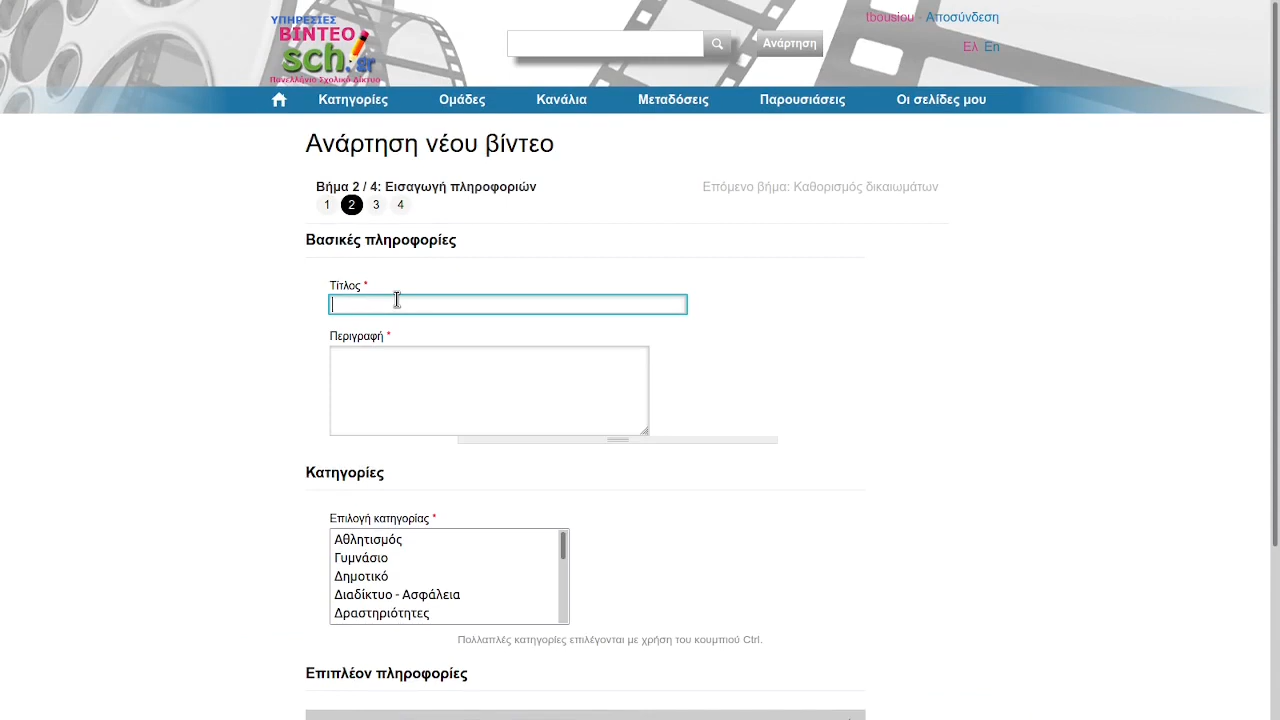 ΥΠΗΡΕΣΙΕΣ
ΒΙΝΤΕΟ
sch.gr
Πανελλήνιο Σχολικό Δίκτυο
tbousiou - Αποσύνδεση
Ανάρτηση
Ελ En
Κατηγορίες Ομάδες Κανάλια Μεταδόσεις Παρουσιάσεις Οι σελίδες μου
Ανάρτηση νέου βίντεο
Βήμα 2 / 4: Εισαγωγή πληροφοριών
Επόμενο βήμα: Καθορισμός δικαιωμάτων
1 2 3 4
Βασικές πληροφορίες
Τίτλος *
Περιγραφή *
Κατηγορίες
Επιλογή κατηγορίας *
Αθλητισμός
Γυμνάσιο
Δημοτικό
Διαδίκτυο - Ασφάλεια
Δραστηριότητες
Πολλαπλές κατηγορίες επιλέγονται με χρήση του κουμπιού Ctrl.
Επιπλέον πληροφορίες